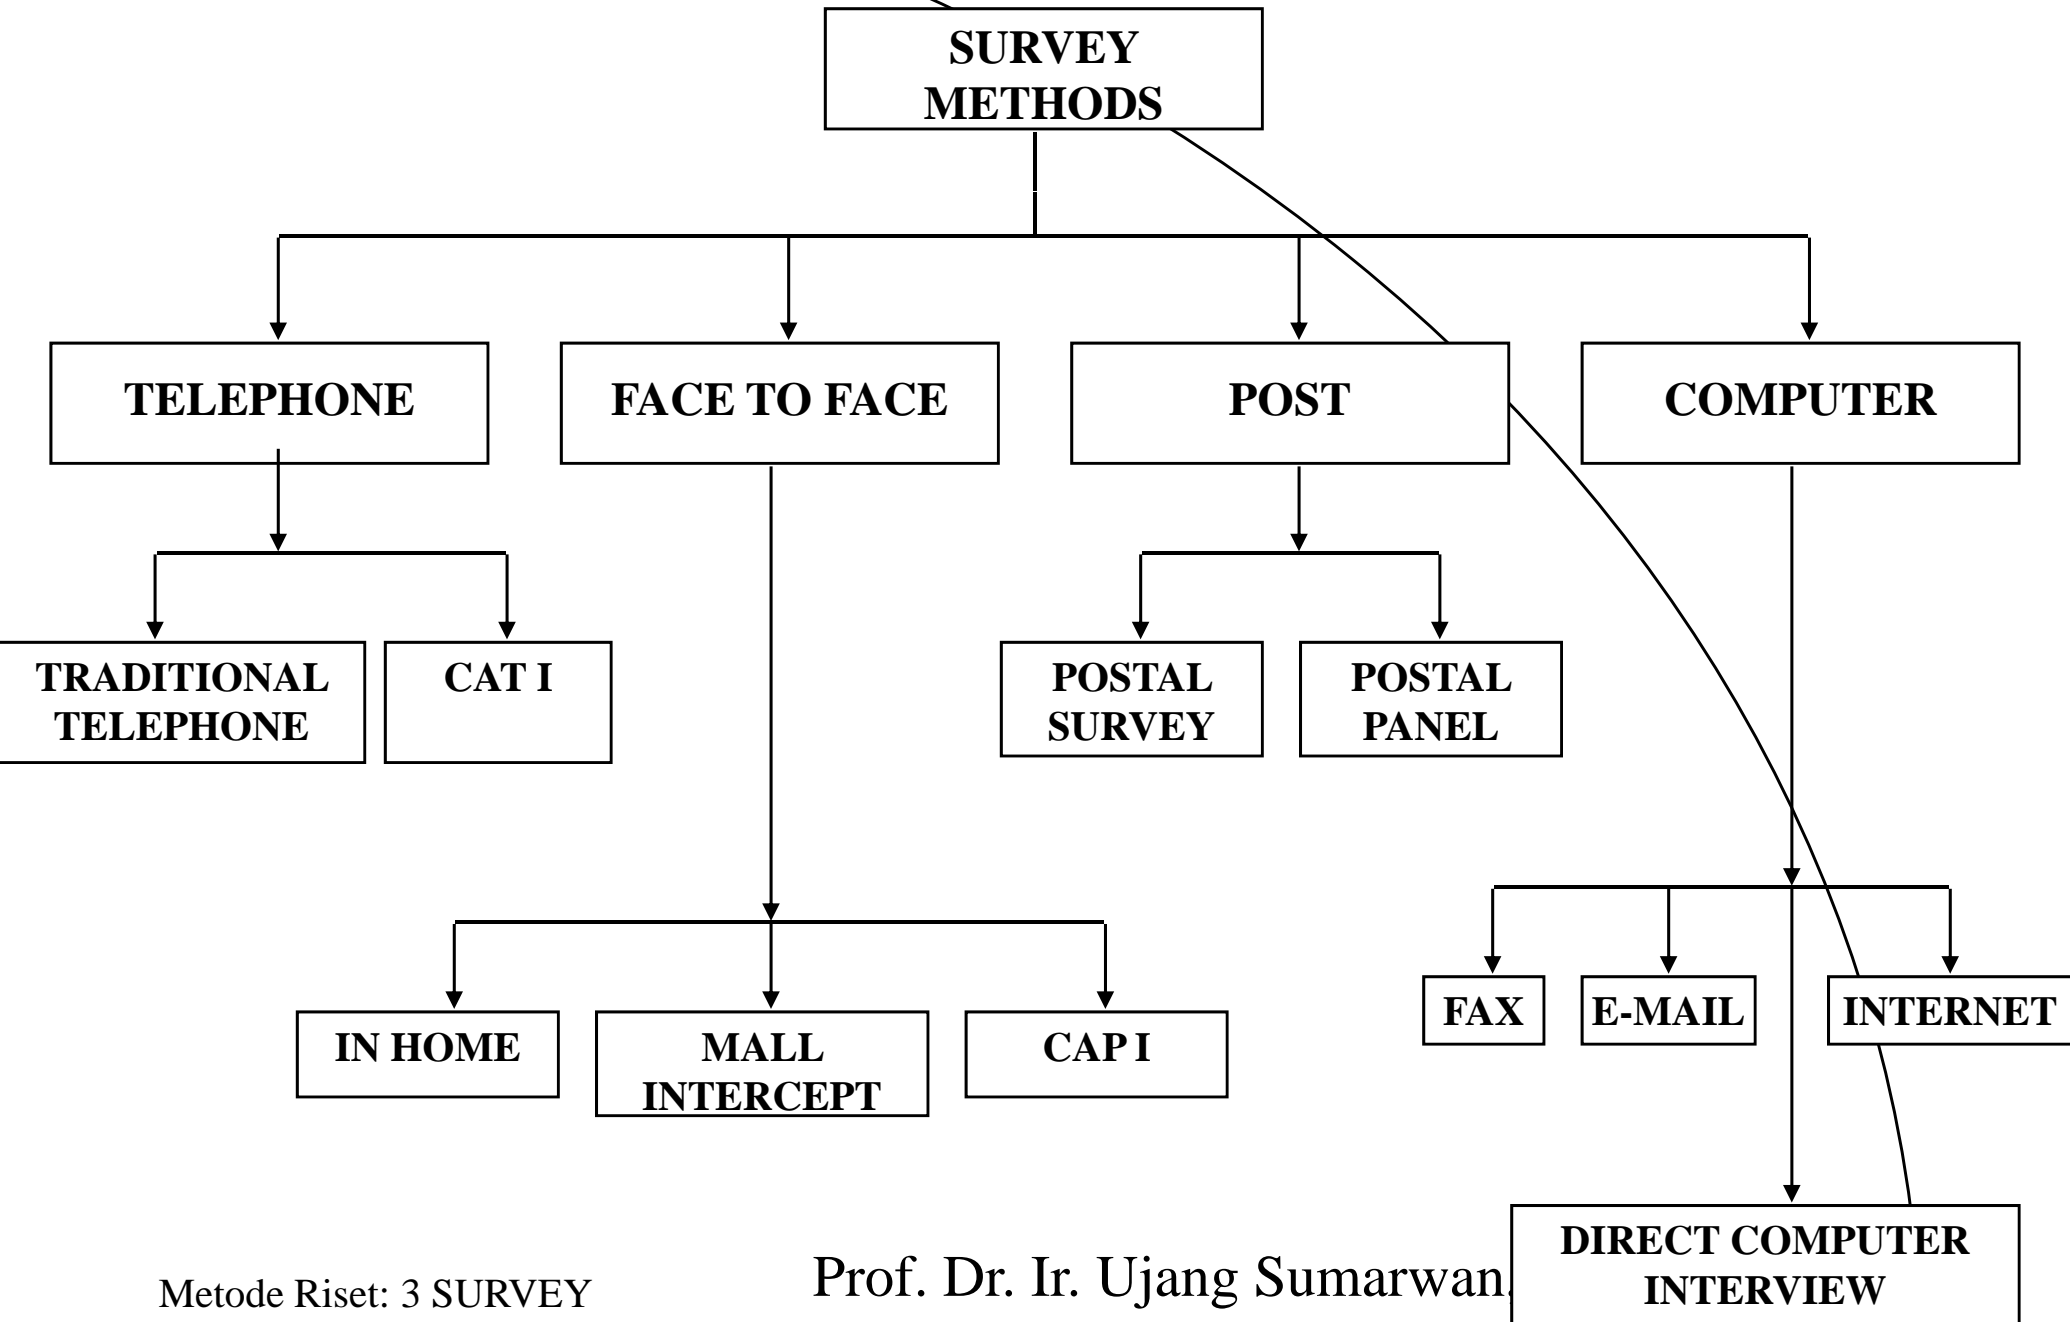 SURVEY
METHODS
TELEPHONE
FACE TO FACE
POST
COMPUTER
TRADITIONAL
TELEPHONE
CAT I
POSTAL
SURVEY
POSTAL
PANEL
FAX
E-MAIL
INTERNET
IN HOME
MALL
INTERCEPT
CAP I
DIRECT COMPUTER
INTERVIEW
Metode Riset: 3 SURVEY
Prof. Dr. Ir. Ujang Sumarwan,